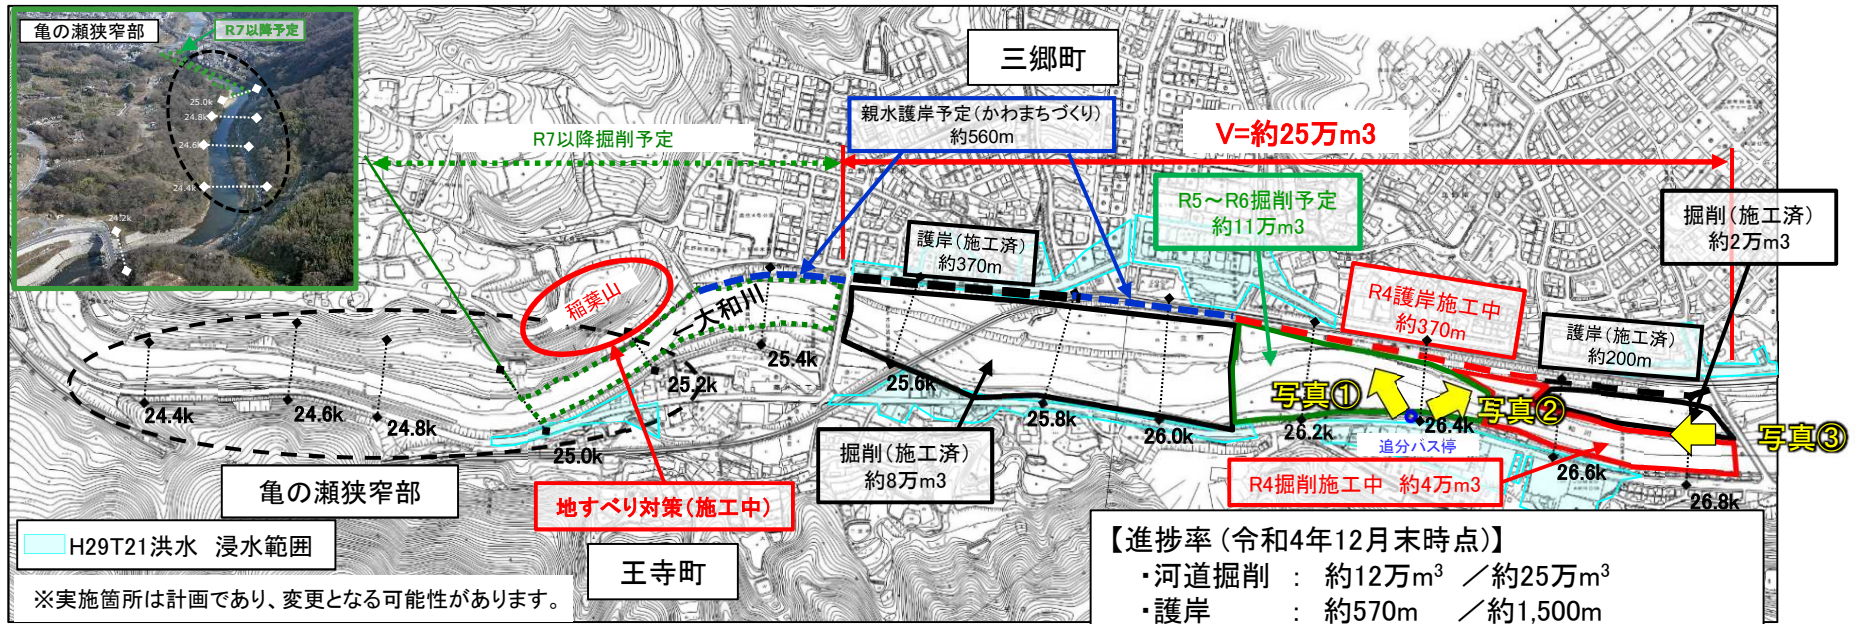 亀の瀬狭窄部
R7以降予定
25.0k
24.8k
24.6k
24.4k
24.2k
三郷町
親水護岸予定(かわまちづくり)
約560m
V=約25万m3
R7以降掘削予定
R5～R6掘削予定
約11万m3
掘削(施工済)
約2万m3
護岸(施工済)
約370m
R4護岸施工中
約370m
護岸(施工済)
約200m
稲葉山
←大和川
24.4k
24.6k
24.8k
25.0k
25.2k
25.4k
25.6k
25.8k
26.0k
26.2k
26.4k
26.6k
26.8k
写真①
写真②
写真③
追分バス停
掘削(施工済)
約8万m3
R4掘削施工中 約4万m3
亀の瀬狭窄部
地すべり対策(施工中)
王寺町
H29T21洪水 浸水範囲
※実施箇所は計画であり、変更となる可能性があります。
【進捗率(令和4年12月末時点)】
・河道掘削 : 約12万m³ ／約25万m³
・護岸 : 約570m ／約1,500m